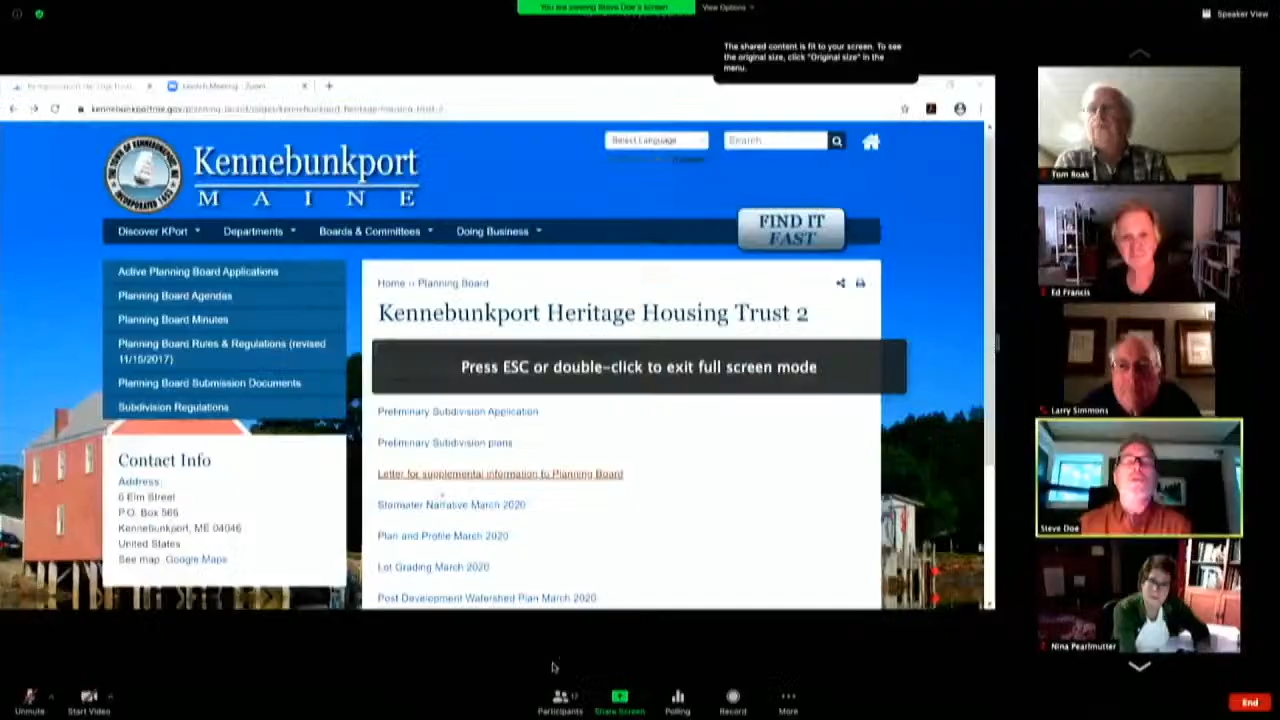 You are viewing Steve Doe's screen
View Options
Speaker View
The shared content is fit to your screen. To see
the original size, click "Original size" in the
menu.
Launch Meeting - Zoom
Select Language
Search
Kennebunkport
MAINE
FIND IT
FAST
Discover KPort
Departments
Boards & Committees
Doing Business
Active Planning Board Applications
Planning Board Agendas
Planning Board Minutes
Planning Board Rules & Regulations (revised
11/15/2017)
Planning Board Submission Documents
Subdivision Regulations
Contact Info
Address:
6 Elm Street
P.O. Box 566
Kennebunkport, ME 04046
United States
See map: Google Maps
Home » Planning Board
Kennebunkport Heritage Housing Trust 2
Press ESC or double-click to exit full screen mode
Preliminary Subdivision Application
Preliminary Subdivision plans
Letter for supplemental information to Planning Board
Stormater Narrative March 2020
Plan and Profile March 2020
Lot Grading March 2020
Post Development Watershed Plan March 2020
Tom Boak
Ed Francis
Larry Simmons
Steve Doe
Nina Pearlmutter
Unmute
Start Video
Participants
Share Screen
Polling
Record
More
End